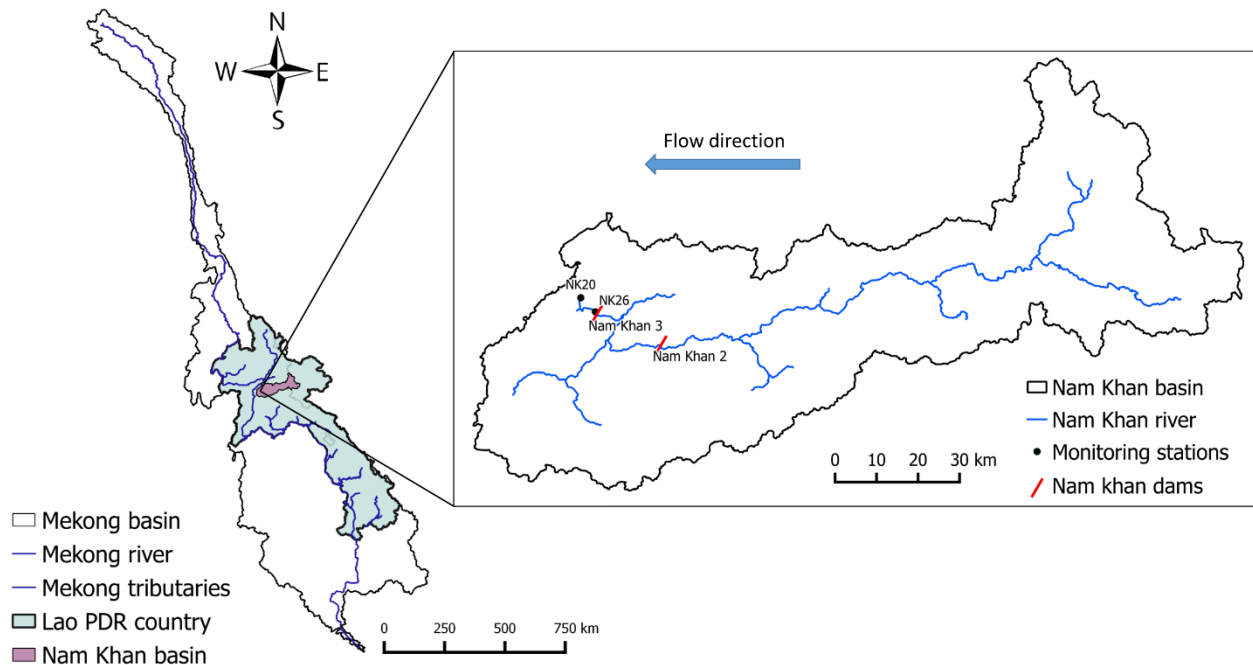 N
W
E
S
Flow direction
NK20
NK26
Nam Khan 3
Nam Khan 2
Nam Khan basin
Nam Khan river
Monitoring stations
Nam khan dams
0 10 20 30 km
Mekong basin
Mekong river
Mekong tributaries
Lao PDR country
Nam Khan basin
0 250 500 750 km